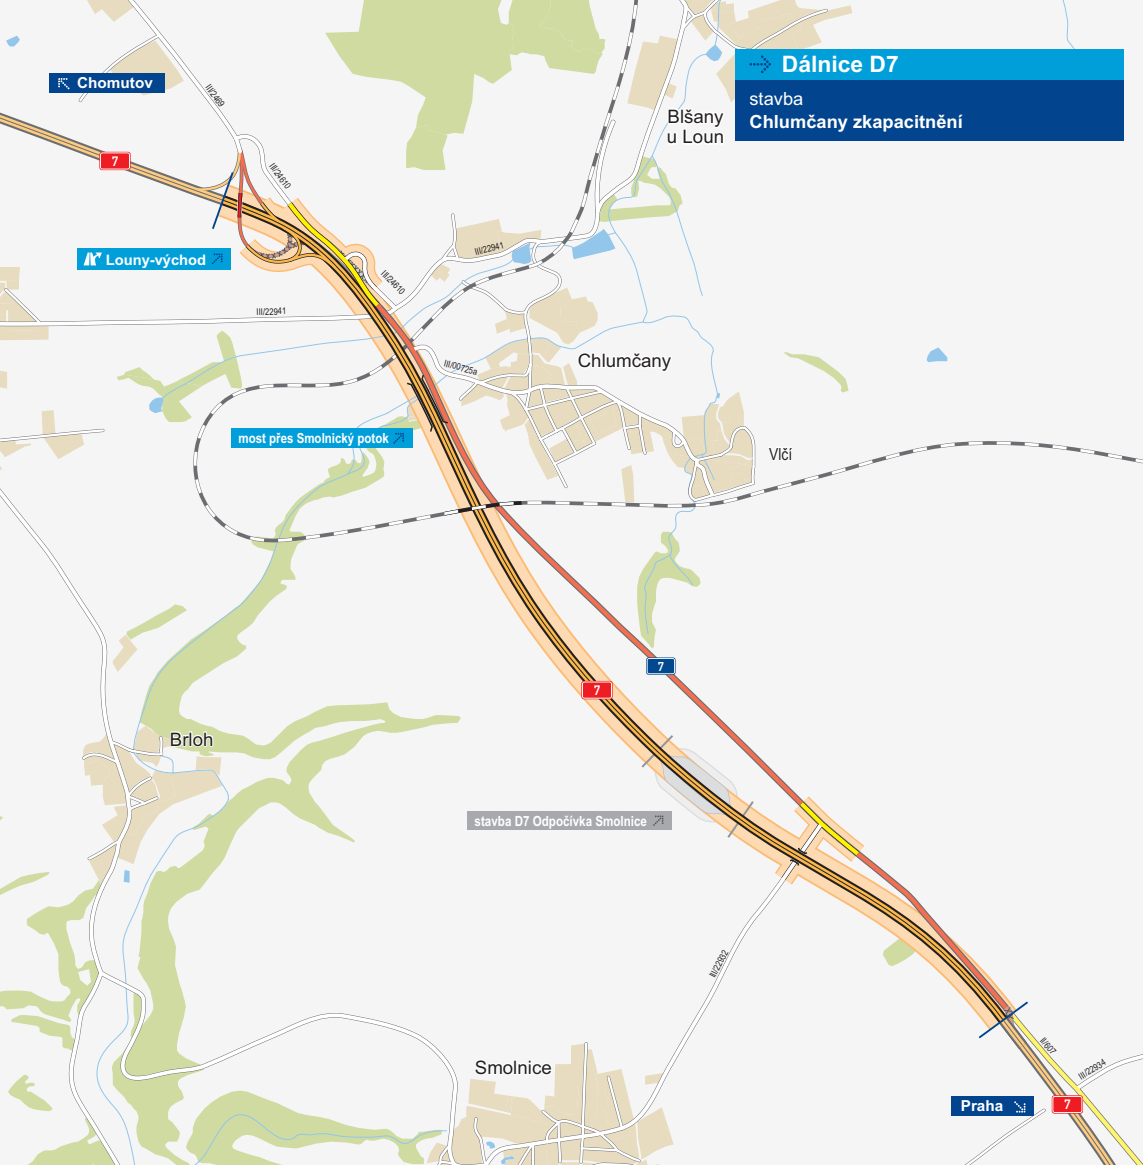 Dálnice D7
stavba
Chlumčany zkapacitnění
Chomutov
III/2469
Blšany
u Loun
7
III/24610
Louny-východ
III/22941
III/24610
III/22941
III/00725a
Chlumčany
most přes Smolnický potok
Vlčí
7
7
Brloh
stavba D7 Odpočívka Smolnice
III/22932
II/607
Smolnice
III/22934
Praha
7